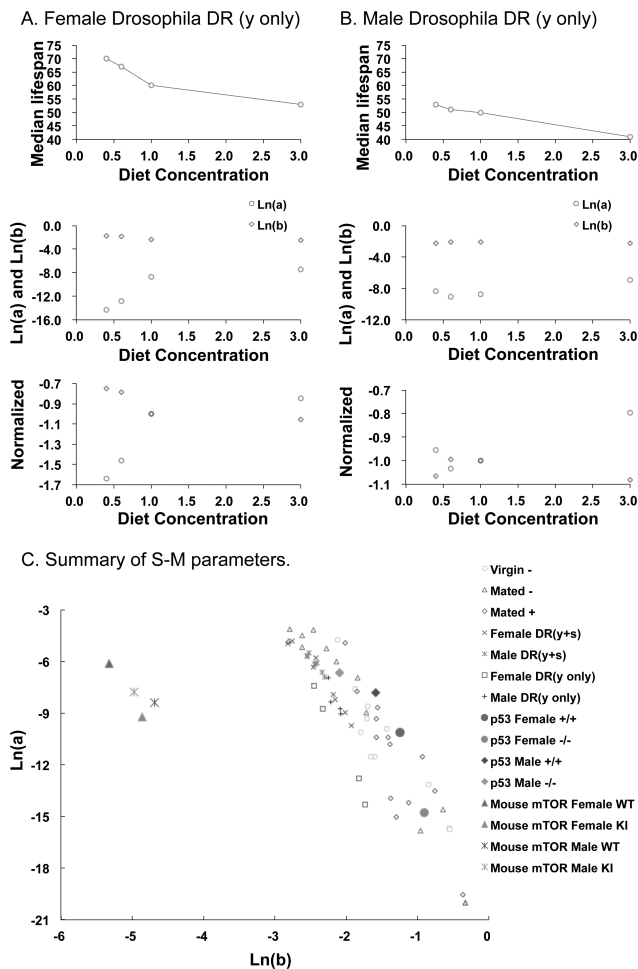 A. Female Drosophila DR (y only)
Median lifespan
75
70
65
60
55
50
45
40
0.0 0.5 1.0 1.5 2.0 2.5 3.0
Diet Concentration
Ln(a)
Ln(b)
Ln(a) and Ln(b)
0.0
-4.0
-8.0
-12.0
-16.0
0.0 0.5 1.0 1.5 2.0 2.5 3.0
Diet Concentration
Normalized
-0.7
-0.9
-1.1
-1.3
-1.5
-1.7
0.0 0.5 1.0 1.5 2.0 2.5 3.0
Diet Concentration
B. Male Drosophila DR (y only)
Median lifespan
75
70
65
60
55
50
45
40
0.0 0.5 1.0 1.5 2.0 2.5 3.0
Diet Concentration
Ln(a)
Ln(b)
Ln(a) and Ln(b)
0.0
-4.0
-8.0
-12.0
0.0 0.5 1.0 1.5 2.0 2.5 3.0
Diet Concentration
Normalized
-0.7
-0.8
-0.9
-1.0
-1.1
0.0 0.5 1.0 1.5 2.0 2.5 3.0
Diet Concentration
C. Summary of S-M parameters.
Ln(a)
-3
-6
-9
-12
-15
-18
-21
-6 -5 -4 -3 -2 -1 0
Ln(b)
Virgin -
Mated -
Mated +
Female DR(y+s)
Male DR(y+s)
Female DR(y only)
Male DR(y only)
p53 Female +/+
p53 Female -/-
p53 Male +/+
p53 Male -/-
Mouse mTOR Female WT
Mouse mTOR Female KI
Mouse mTOR Male WT
Mouse mTOR Male KI